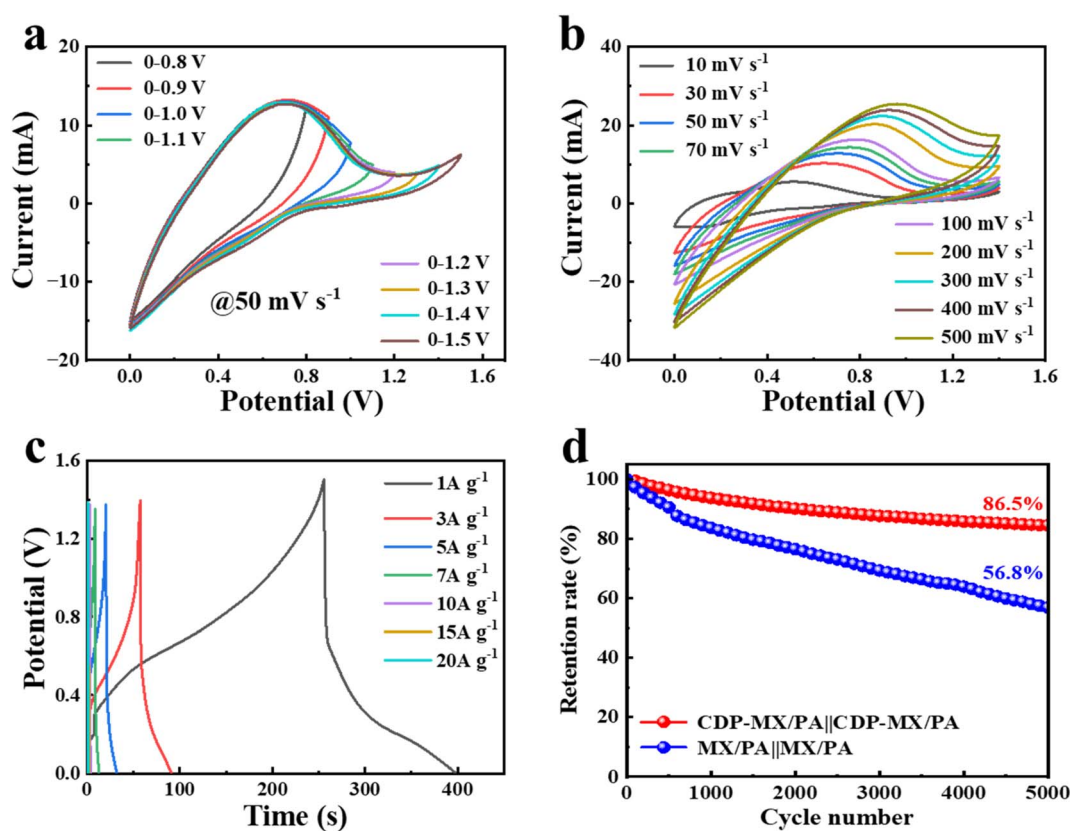 a
20
10
0
−10
−20
Current (mA)
0-0.8 V
0-0.9 V
0-1.0 V
0-1.1 V
0-1.2 V
0-1.3 V
0-1.4 V
0-1.5 V
@50 mV s⁻¹
0.0 0.4 0.8 1.2 1.6
Potential (V)
b
40
20
0
−20
−40
Current (mA)
10 mV s⁻¹
30 mV s⁻¹
50 mV s⁻¹
70 mV s⁻¹
100 mV s⁻¹
200 mV s⁻¹
300 mV s⁻¹
400 mV s⁻¹
500 mV s⁻¹
0.0 0.4 0.8 1.2 1.6
Potential (V)
c
1.6
1.2
0.8
0.4
0.0
Potential (V)
1A g⁻¹
3A g⁻¹
5A g⁻¹
7A g⁻¹
10A g⁻¹
15A g⁻¹
20A g⁻¹
0 100 200 300 400
Time (s)
d
100
80
60
40
20
0
Retention rate (%)
86.5%
56.8%
CDP-MX/PA||CDP-MX/PA
MX/PA||MX/PA
0 1000 2000 3000 4000 5000
Cycle number